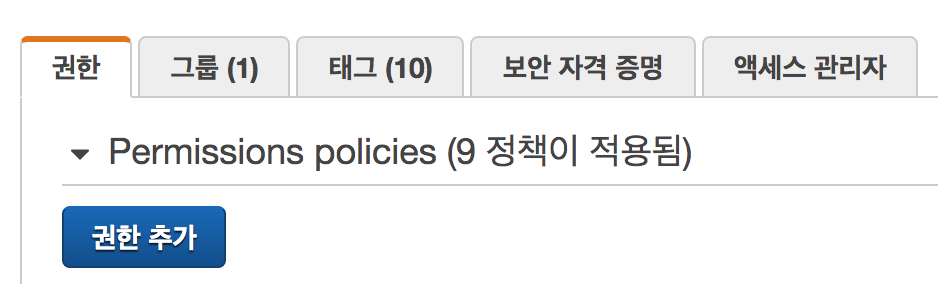 권한 그룹 (1) 태그 (10) 보안 자격 증명 액세스 관리자
Permissions policies (9 정책이 적용됨)
권한 추가